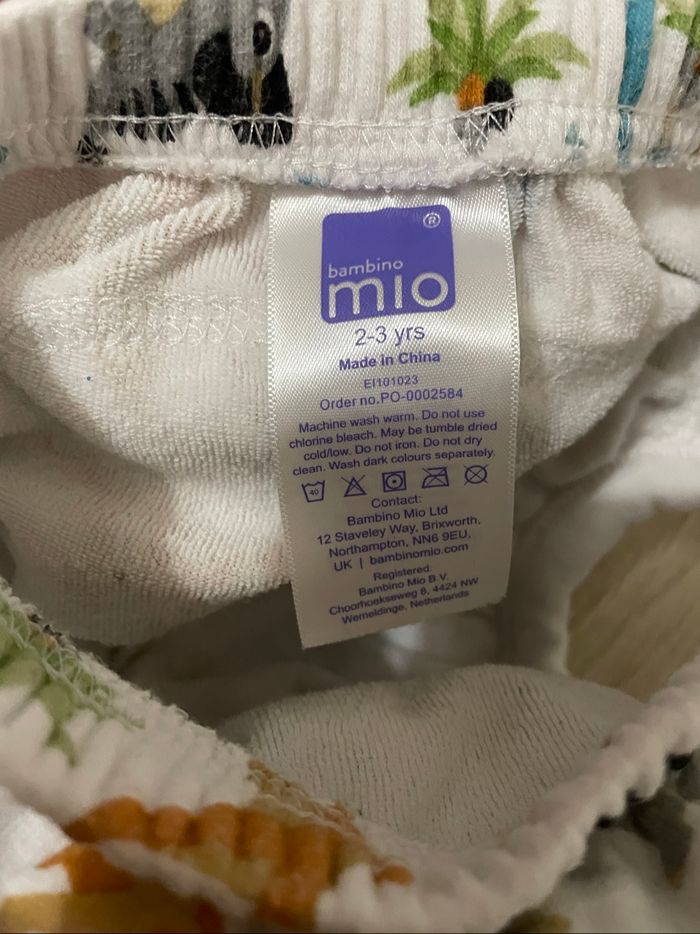 ®
bambino
mio
2-3 yrs
Made in China
EI101023
Order no.PO-0002584
Machine wash warm. Do not use
chlorine bleach. May be tumble dried
cold/low. Do not iron. Do not dry
clean. Wash dark colours separately.
40
Contact:
Bambino Mio Ltd
12 Staveley Way, Brixworth,
Northampton, NN6 9EU,
UK | bambinomio.com
Registered:
Bambino Mio B.V.
Choorhoekseweg 8, 4424 NW
Wemeldinge, Netherlands